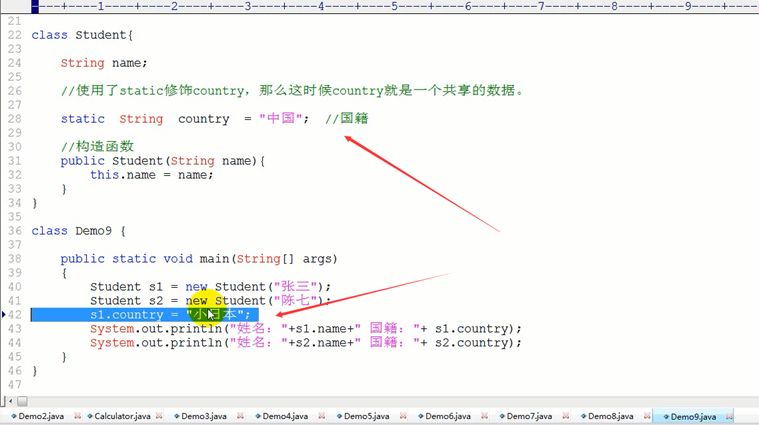 ----+----1----+----2----+----3----+----4----+----5----+----6----+----7----+----8----+----9----+-
21
22 class Student{
23
24 String name;
25
26 //使用了static修饰country，那么这时候country就是一个共享的数据。
27
28 static String country = "中国"; //国籍
29
30 //构造函数
31 public Student(String name){
32 this.name = name;
33 }
34 }
35
36 class Demo9 {
37
38 public static void main(String[] args)
39 {
40 Student s1 = new Student("张三");
41 Student s2 = new Student("陈七");
42 s1.country = "小日本";
43 System.out.println("姓名："+s1.name+" 国籍："+ s1.country);
44 System.out.println("姓名："+s2.name+" 国籍："+ s2.country);
45 }
46 }
47
Demo2.java Calculator.java Demo3.java Demo4.java Demo5.java Demo6.java Demo7.java Demo8.java Demo9.java